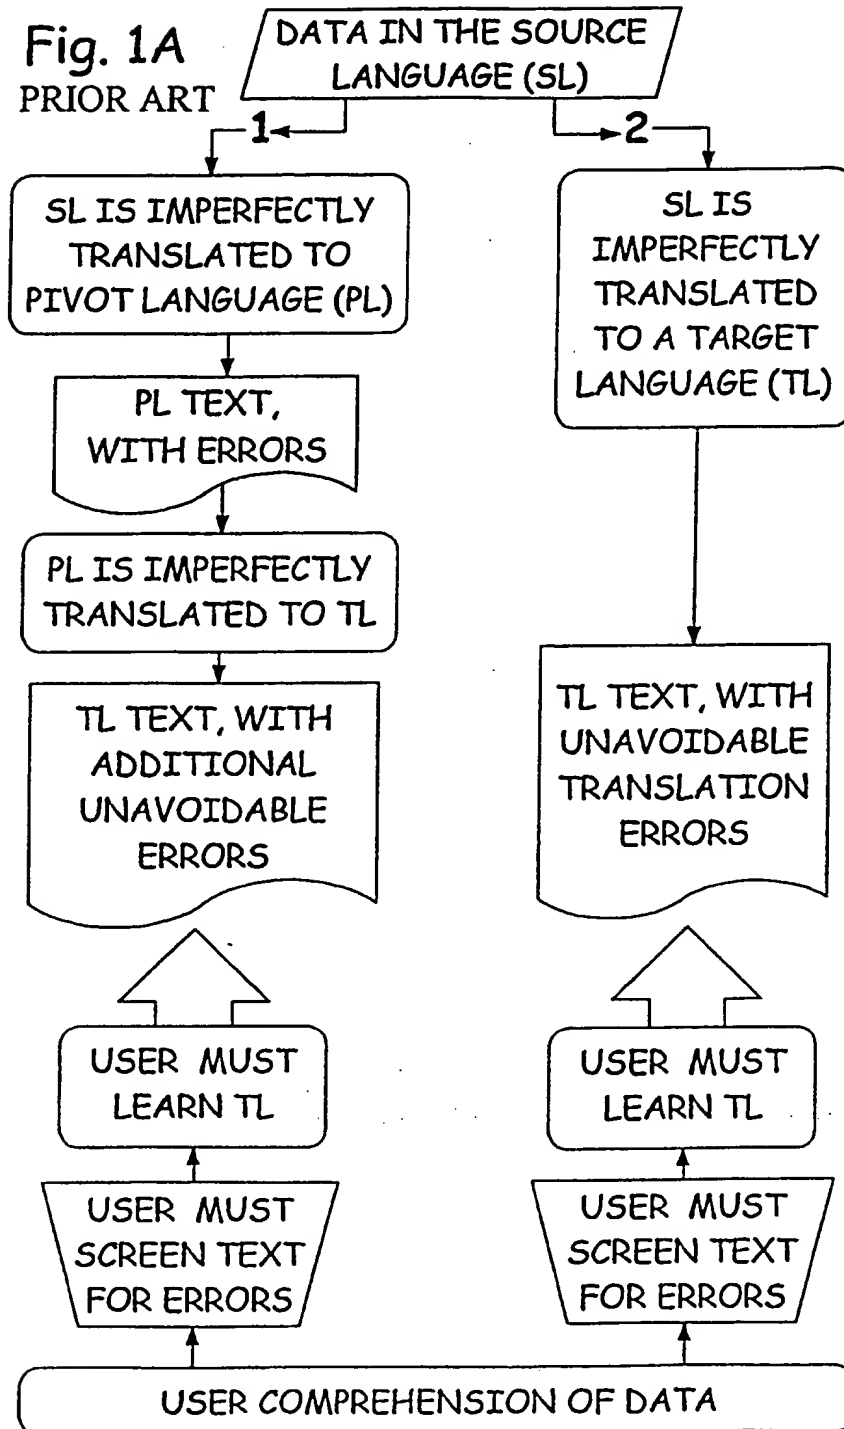 Fig. 1A
PRIOR ART
DATA IN THE SOURCE
LANGUAGE (SL)
1
2
SL IS IMPERFECTLY
TRANSLATED TO
PIVOT LANGUAGE (PL)
PL TEXT,
WITH ERRORS
PL IS IMPERFECTLY
TRANSLATED TO TL
TL TEXT, WITH
ADDITIONAL
UNAVOIDABLE
ERRORS
USER MUST
LEARN TL
USER MUST
SCREEN TEXT
FOR ERRORS
SL IS
IMPERFECTLY
TRANSLATED
TO A TARGET
LANGUAGE (TL)
TL TEXT, WITH
UNAVOIDABLE
TRANSLATION
ERRORS
USER MUST
LEARN TL
USER MUST
SCREEN TEXT
FOR ERRORS
USER COMPREHENSION OF DATA